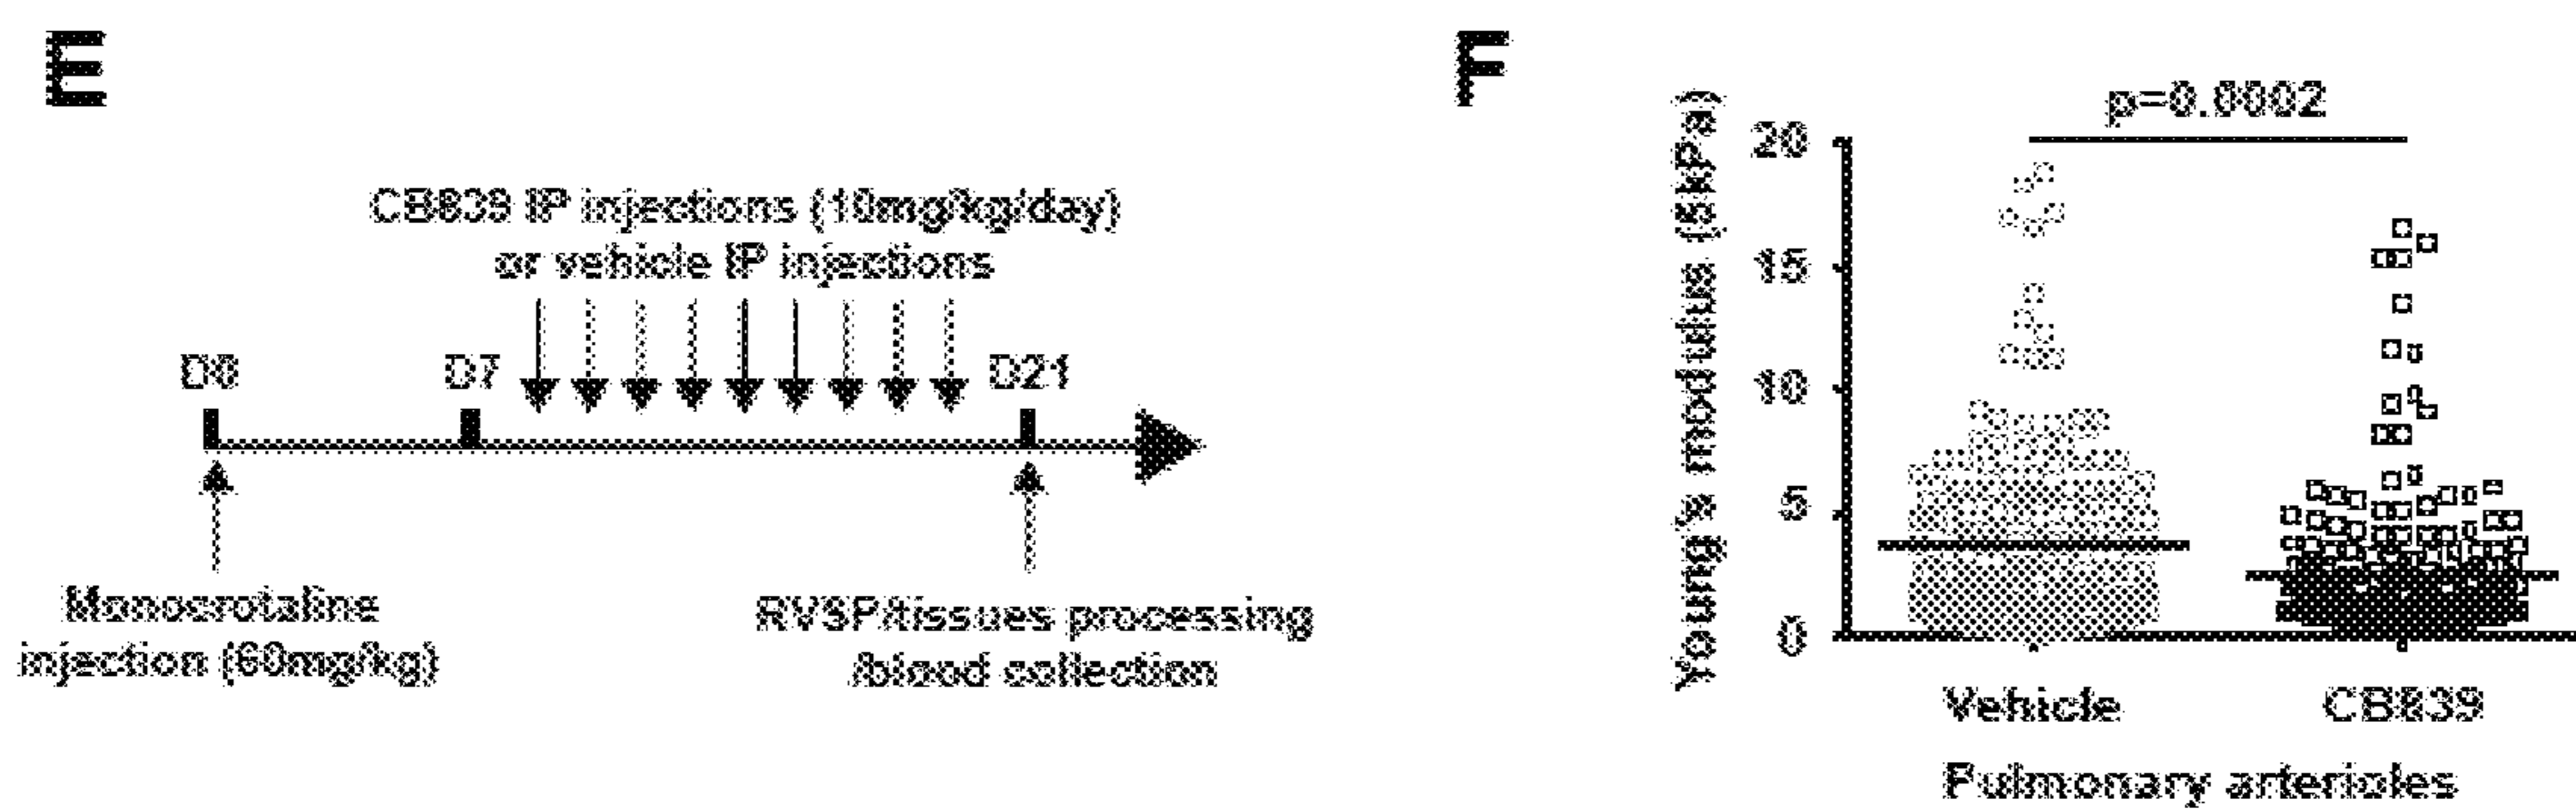 E
CB839 IP injections (10mg/kg/day)
or vehicle IP injections
D0
D7
D21
Monocrotaline
injection (60mg/kg)
RVSP/tissues processing
/blood collection
F
p=0.0002
Young's modulus
20
15
10
5
0
Vehicle
CB839
Pulmonary arterioles